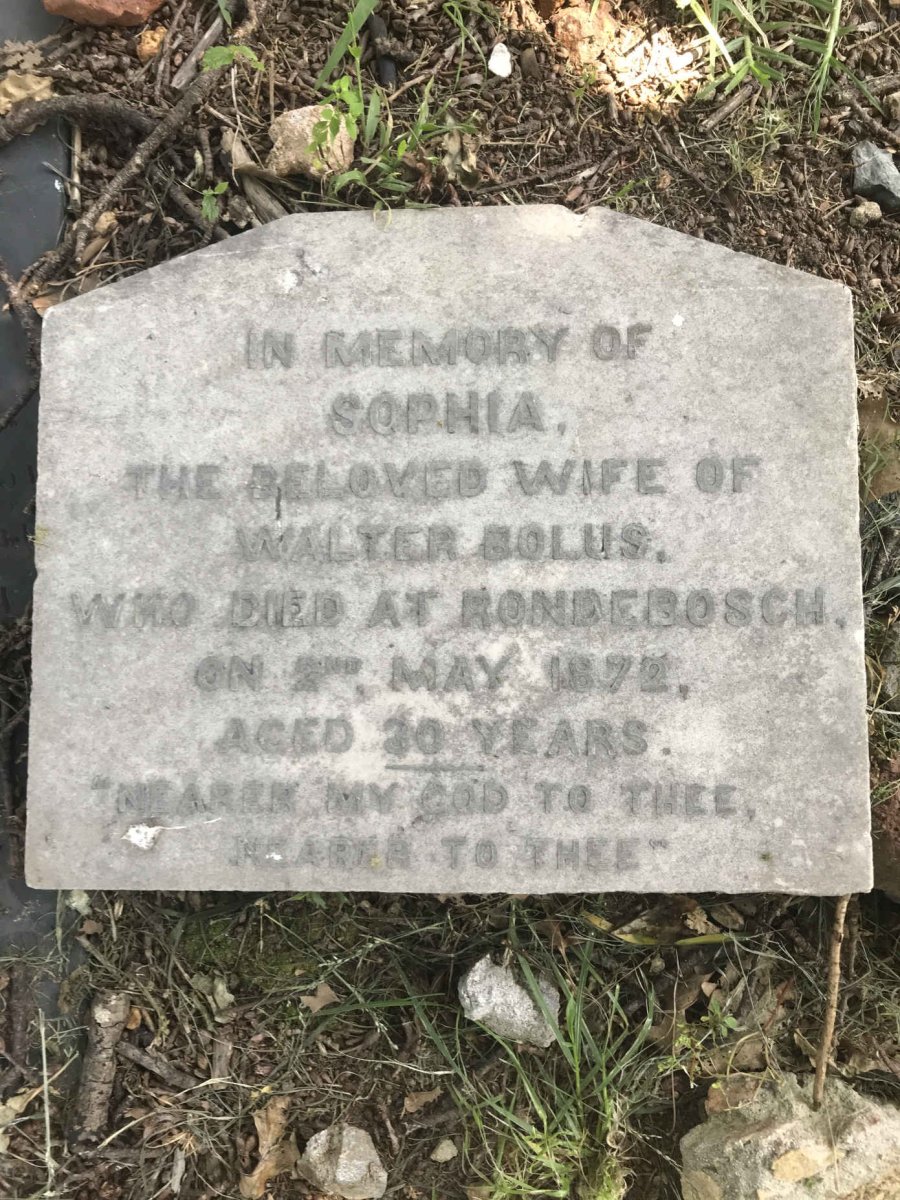 IN MEMORY OF
SOPHIA,
THE BELOVED WIFE OF
WALTER BOLUS,
WHO DIED AT RONDEBOSCH,
ON 2ND, MAY 1872,
AGED 20 YEARS.
"NEARER MY GOD TO THEE,
NEARER TO THEE"